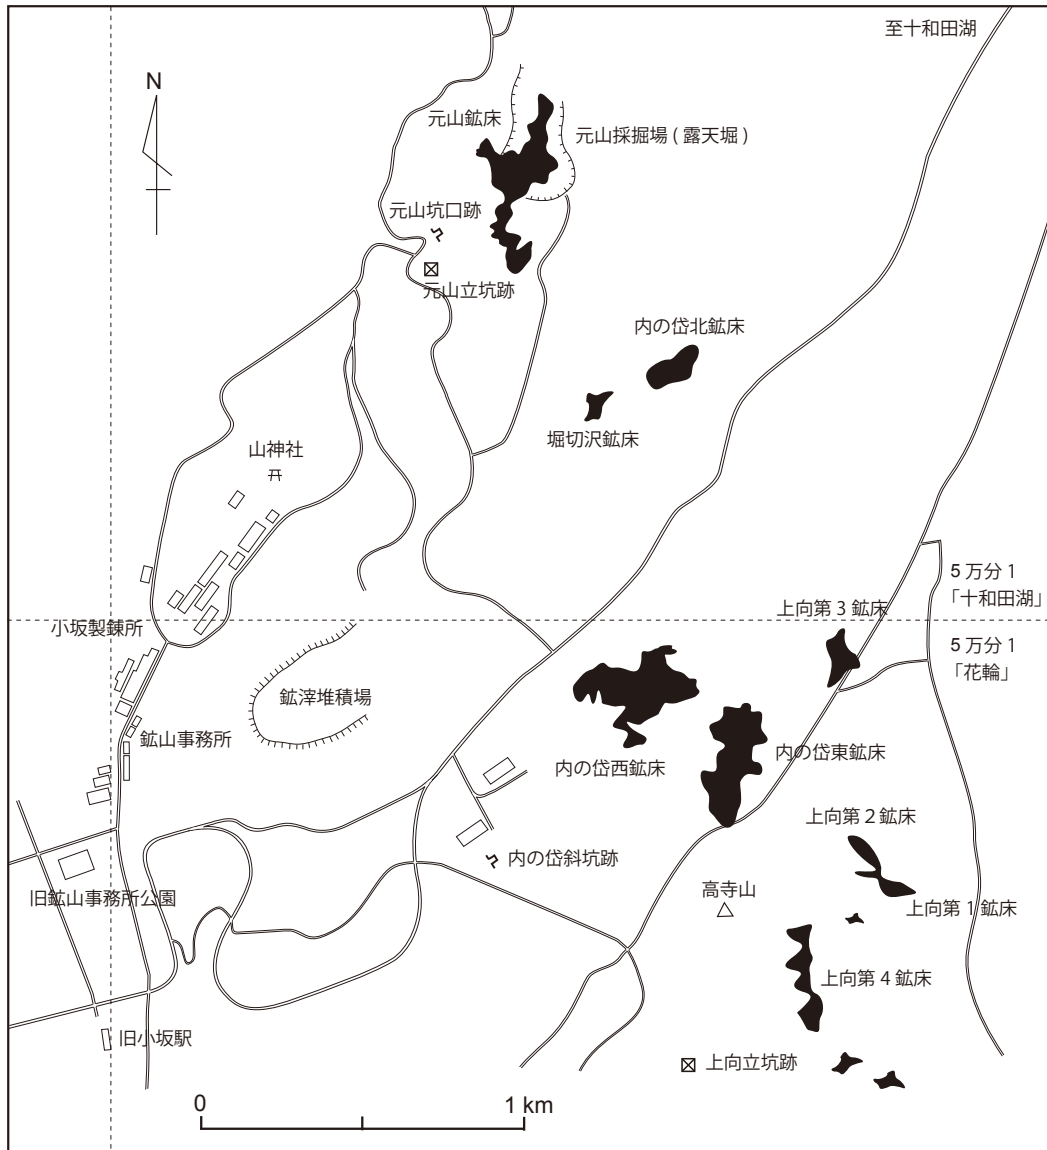 至十和田湖
N
元山鉱床
元山採掘場 ( 露天堀 )
元山坑口跡
元山立坑跡
内の岱北鉱床
堀切沢鉱床
山神社
5 万分 1
「十和田湖」
上向第 3 鉱床
小坂製錬所
5 万分 1
「花輪」
鉱滓堆積場
鉱山事務所
内の岱西鉱床
内の岱東鉱床
上向第 2 鉱床
内の岱斜坑跡
高寺山
旧鉱山事務所公園
上向第 1 鉱床
上向第 4 鉱床
旧小坂駅
上向立坑跡
0
1 km